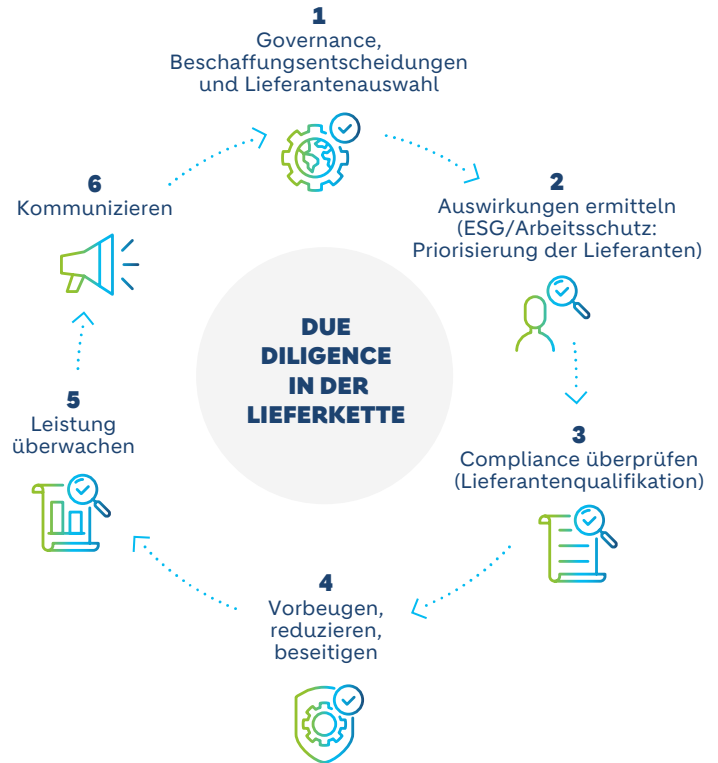 1
Governance,
Beschaffungsentscheidungen
und Lieferantenauswahl
2
Auswirkungen ermitteln
(ESG/Arbeitsschutz:
Priorisierung der Lieferanten)
3
Compliance überprüfen
(Lieferantenqualifikation)
4
Vorbeugen,
reduzieren,
beseitigen
5
Leistung
überwachen
6
Kommunizieren
DUE
DILIGENCE
IN DER
LIEFERKETTE